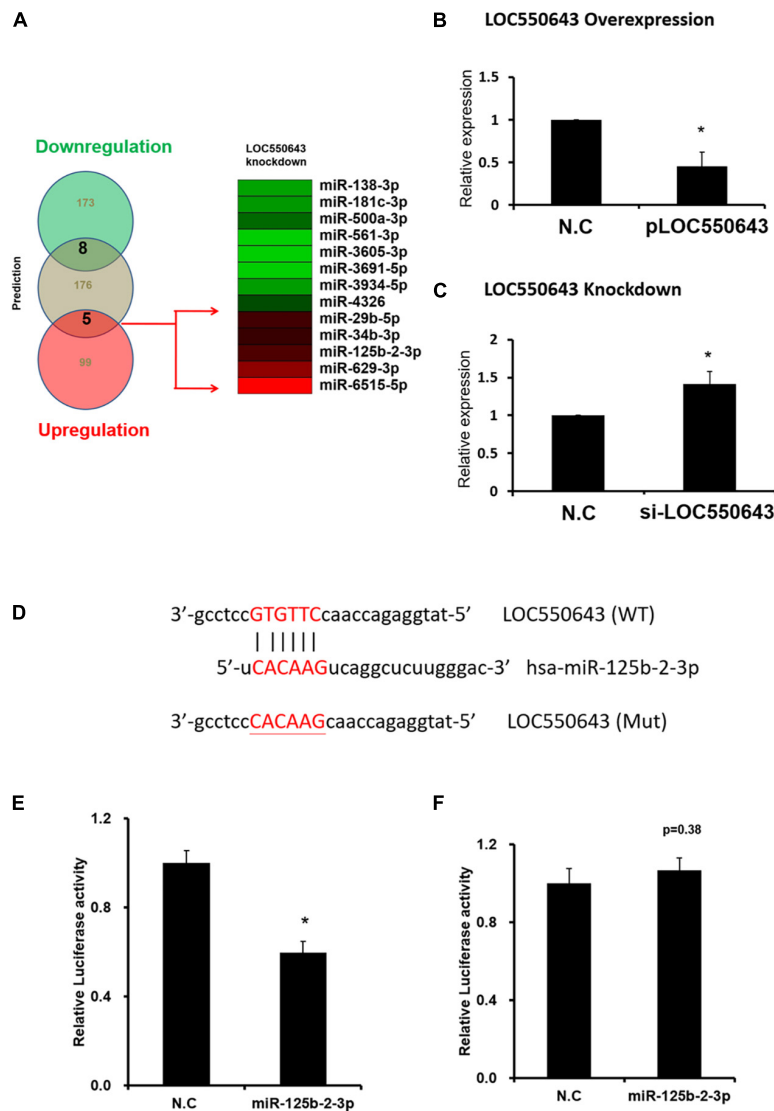 A
Downregulation
173
8
Prediction
176
5
99
Upregulation
LOC550643
knockdown
miR-138-3p
miR-181c-3p
miR-500a-3p
miR-561-3p
miR-3605-3p
miR-3691-5p
miR-3934-5p
miR-4326
miR-29b-5p
miR-34b-3p
miR-125b-2-3p
miR-629-3p
miR-6515-5p
B
LOC550643 Overexpression
Relative expression
1.5
1
0.5
0
*
N.C
pLOC550643
C
LOC550643 Knockdown
Relative expression
2
1.5
1
0.5
0
*
N.C
si-LOC550643
D
3’-gcctccGTGTTCcaaccagaggtat-5’ LOC550643 (WT)
5’-uCACAAGucaggcucuugggac-3’ hsa-miR-125b-2-3p
3’-gcctccCACAAGcaaccagaggtat-5’ LOC550643 (Mut)
E
Relative Luciferase activity
1.2
0.8
0.4
0.0
*
N.C
miR-125b-2-3p
F
Relative Luciferase activity
1.2
0.8
0.4
0.0
p=0.38
N.C
miR-125b-2-3p